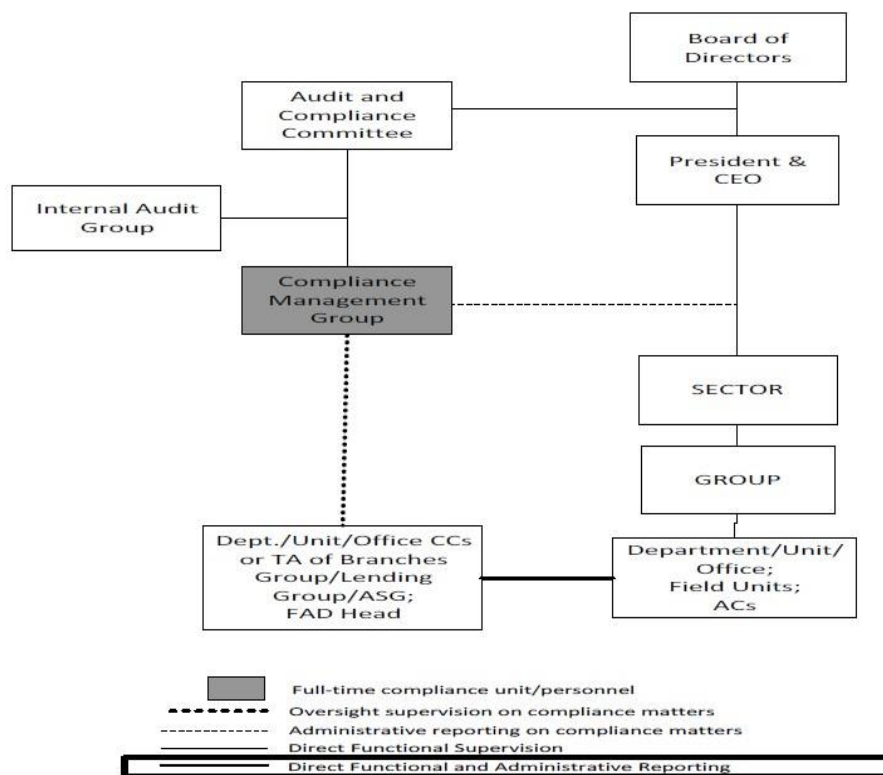 Board of
Directors
Audit and
Compliance
Committee
President &
CEO
Internal Audit
Group
Compliance
Management
Group
SECTOR
GROUP
Dept./Unit/Office CCs
or TA of Branches
Group/Lending
Group/ASG;
FAD Head
Department/Unit/
Office;
Field Units;
ACs
Full-time compliance unit/personnel
Oversight supervision on compliance matters
Administrative reporting on compliance matters
Direct Functional Supervision
Direct Functional and Administrative Reporting